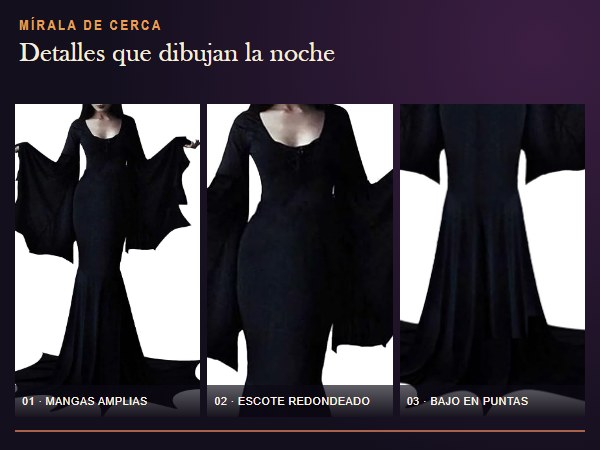 MÍRALA DE CERCA
Detalles que dibujan la noche
01 · MANGAS AMPLIAS
02 · ESCOTE REDONDEADO
03 · BAJO EN PUNTAS